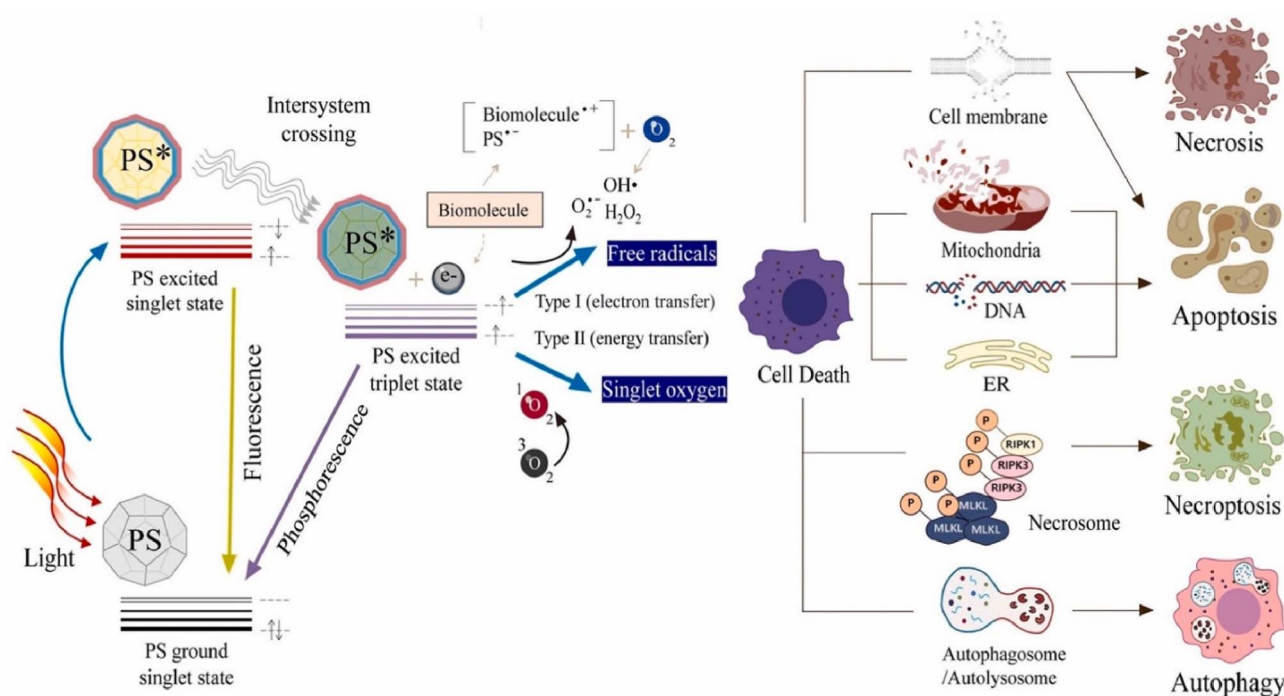 Intersystem
crossing
PS*
PS excited
singlet state
Light
PS
PS ground
singlet state
Fluorescence
Phosphorescence
PS*
+ e-
PS excited
triplet state
Biomolecule•+
PS•-
+ O2
Biomolecule
O2•-
OH•
H2O2
Free radicals
Type I (electron transfer)
Type II (energy transfer)
Singlet oxygen
1O2
3O2
Cell Death
Cell membrane
Mitochondria
DNA
ER
P
P
P
P
P
P
RIPK1
RIPK3
RIPK3
MLKL
MLKL
MLKL
Necrosome
Autophagosome
/Autolysosome
Necrosis
Apoptosis
Necroptosis
Autophagy